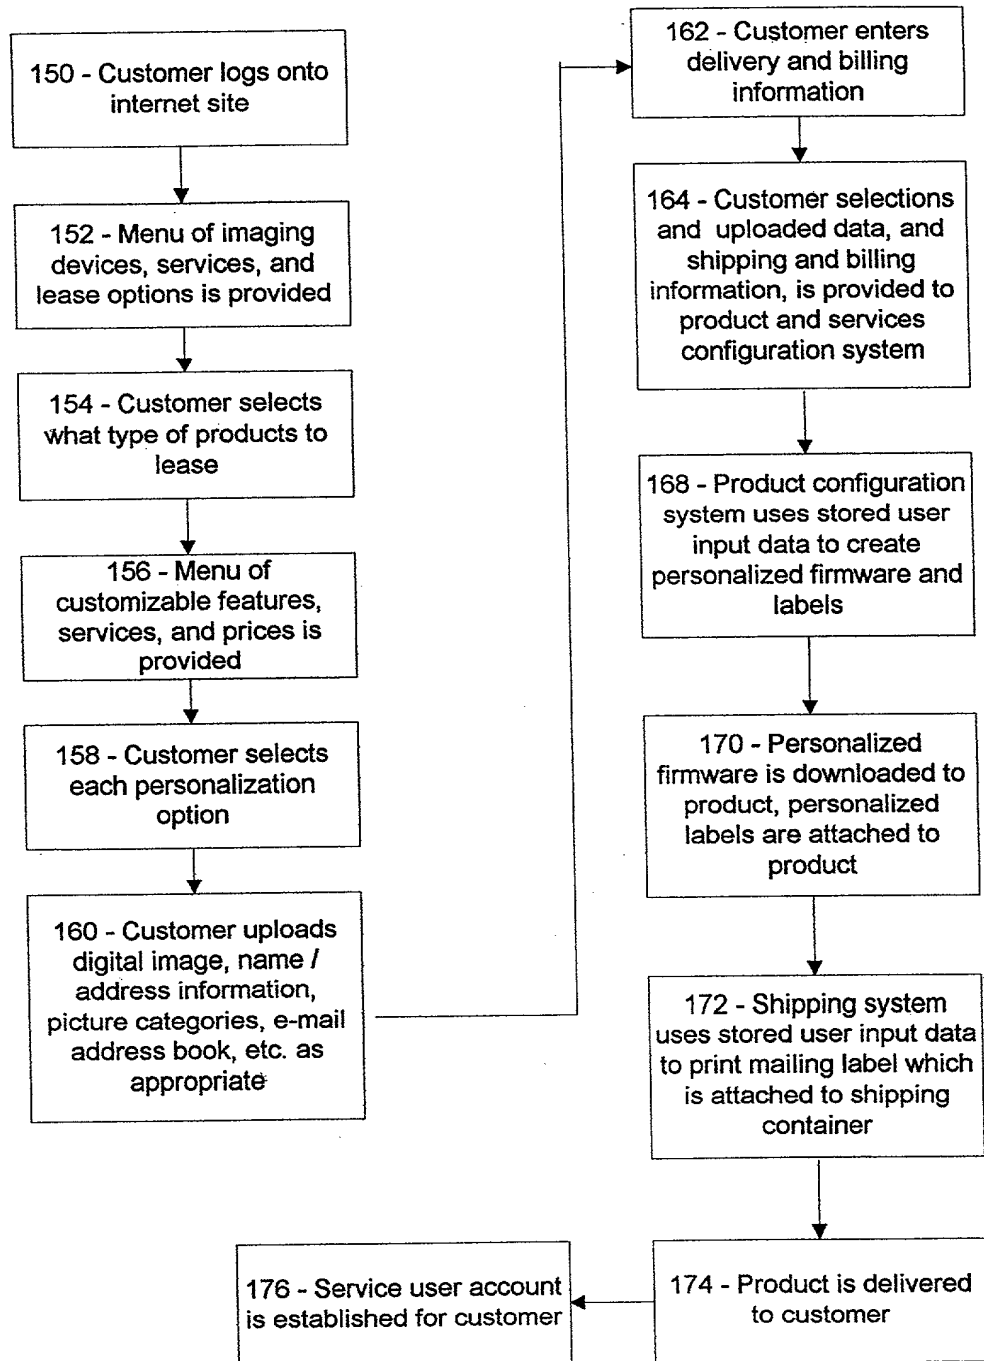 150 - Customer logs onto
internet site
152 - Menu of imaging
devices, services, and
lease options is provided
154 - Customer selects
what type of products to
lease
156 - Menu of
customizable features,
services, and prices is
provided
158 - Customer selects
each personalization
option
160 - Customer uploads
digital image, name /
address information,
picture categories, e-mail
address book, etc. as
appropriate
162 - Customer enters
delivery and billing
information
164 - Customer selections
and uploaded data, and
shipping and billing
information, is provided to
product and services
configuration system
168 - Product configuration
system uses stored user
input data to create
personalized firmware and
labels
170 - Personalized
firmware is downloaded to
product, personalized
labels are attached to
product
172 - Shipping system
uses stored user input data
to print mailing label which
is attached to shipping
container
174 - Product is delivered
to customer
176 - Service user account
is established for customer